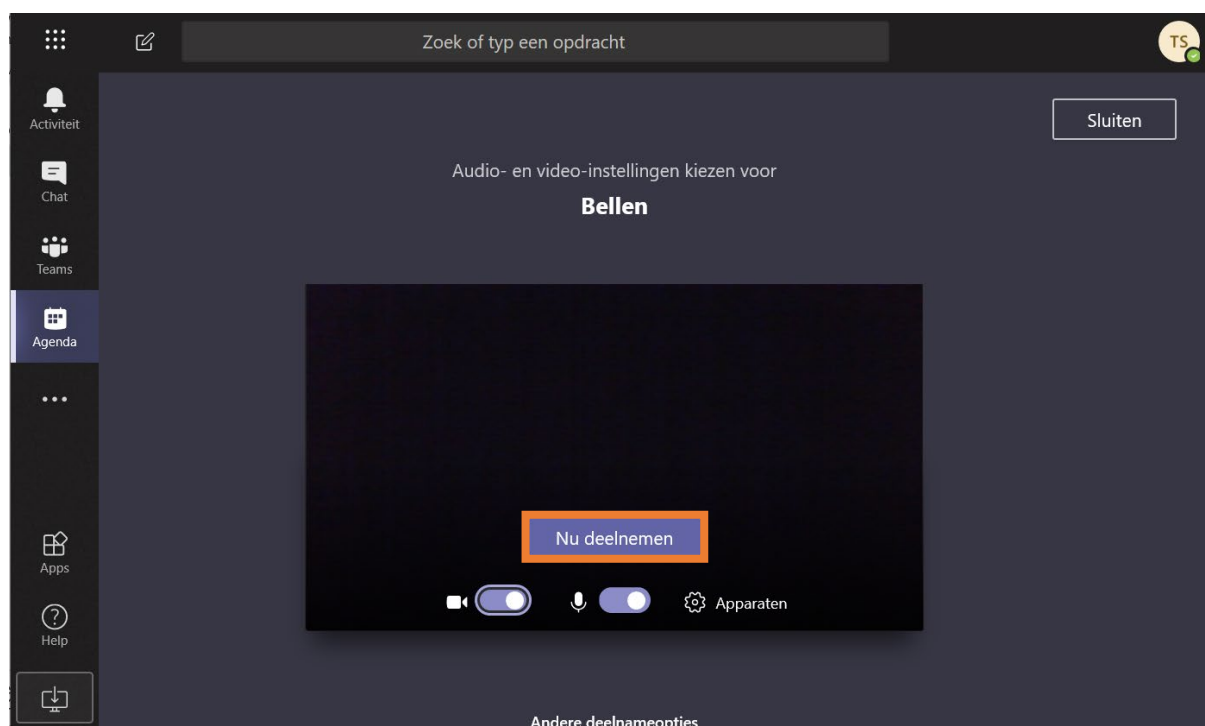 Zoek of typ een opdracht
TS
Activiteit
Chat
Teams
Agenda
Apps
Help
Sluiten
Audio- en video-instellingen kiezen voor
Bellen
Nu deelnemen
Apparaten
Andere deelnameopties